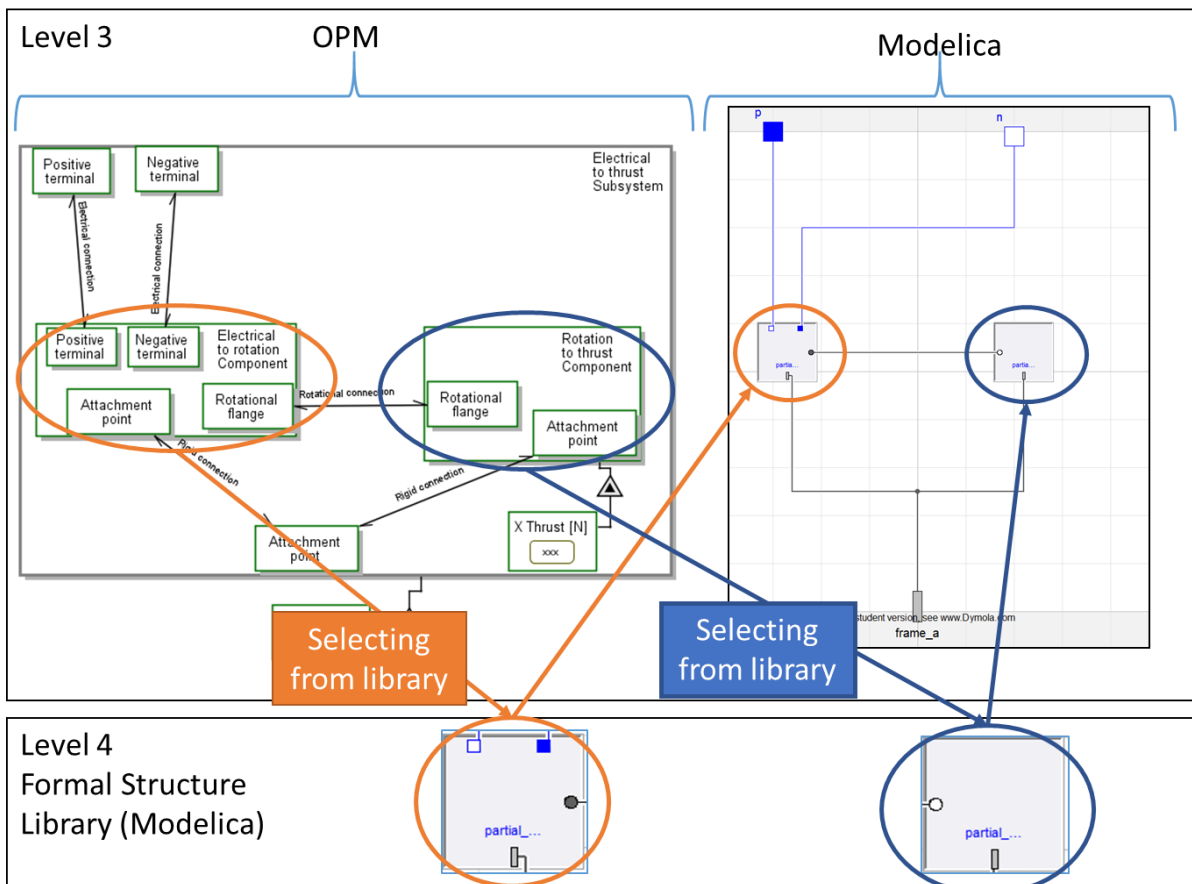 Level 3
OPM
Modelica
p
n
Positive
terminal
Negative
terminal
Electrical
to thrust
Subsystem
Electrical connection
Electrical connection
Positive
terminal
Negative
terminal
Electrical
to rotation
Component
Rotation
to thrust
Component
Attachment
point
Rotational
flange
Rotational connection
Rotational
flange
Attachment
point
Rigid connection
Rigid connection
Attachment
point
X Thrust [N]
xxx
partia...
partia...
student version, see www.Dymola.com
frame_a
Selecting
from library
Selecting
from library
Level 4
Formal Structure
Library (Modelica)
partial_...
partial_...